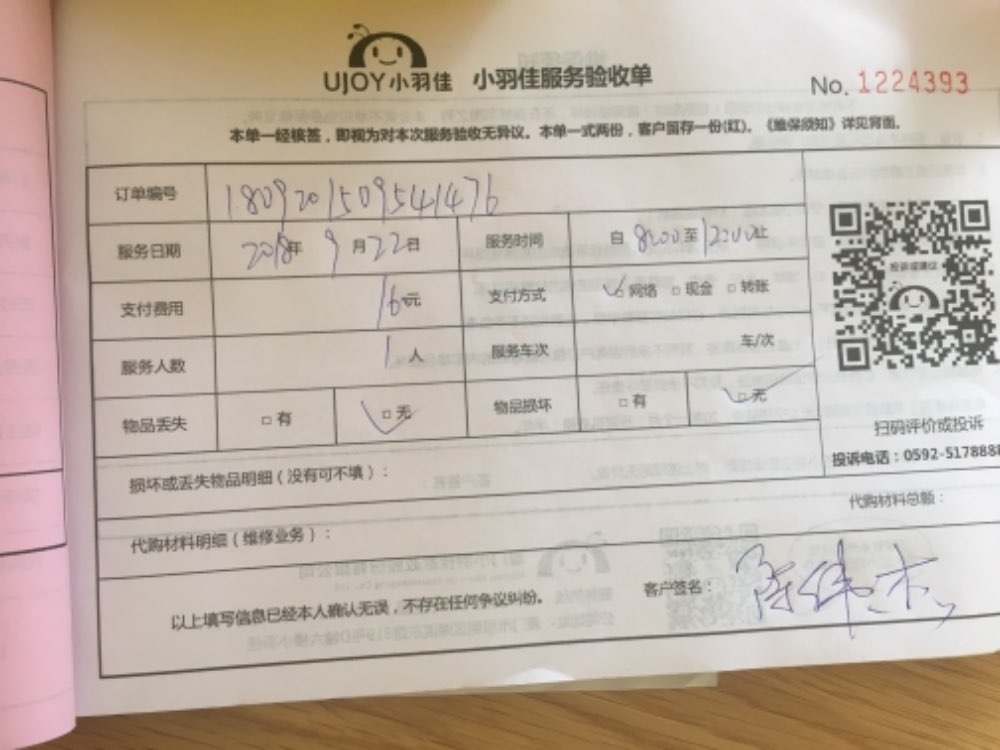 UJOY小羽佳 小羽佳服务验收单 No. 1224393
本单一经核签，即视为对本次服务验收无异议。本单一式两份，客户留存一份(红)。《维保须知》详见背面。
订单编号 1809201509541476
服务日期 2018年 9月22日 服务时间 自 8:00至12:00止
支付费用 16元 支付方式 ☑网络 □现金 □转账
服务人数 1人 服务车次 车/次
物品丢失 □有 ☑无 物品损坏 □有 ☑无
投诉或建议
扫码评价或投诉
投诉电话：0592-5178888
损坏或丢失物品明细（没有可不填）：
代购材料明细（维修业务）： 代购材料总额：
以上填写信息已经本人确认无误，不存在任何争议纠纷。 客户签名：